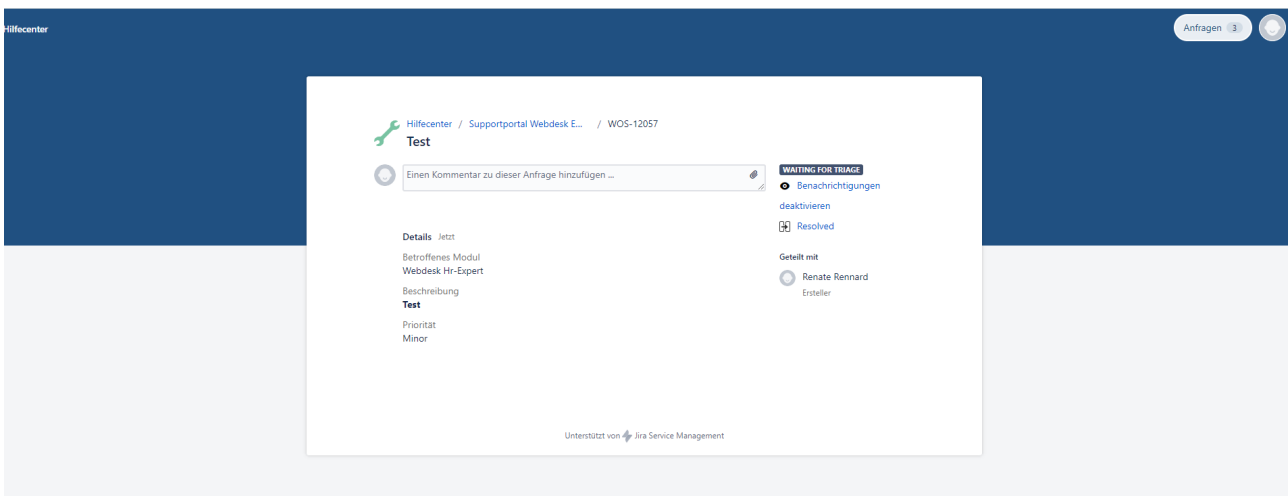 Hilfecenter
Anfragen 3
Hilfecenter / Supportportal Webdesk E... / WOS-12057
Test
Einen Kommentar zu dieser Anfrage hinzufügen ...
WAITING FOR TRIAGE
Benachrichtigungen
deaktivieren
Resolved
Details Jetzt
Betroffenes Modul
Webdesk Hr-Expert
Beschreibung
Test
Priorität
Minor
Geteilt mit
Renate Rennard
Ersteller
Unterstützt von Jira Service Management